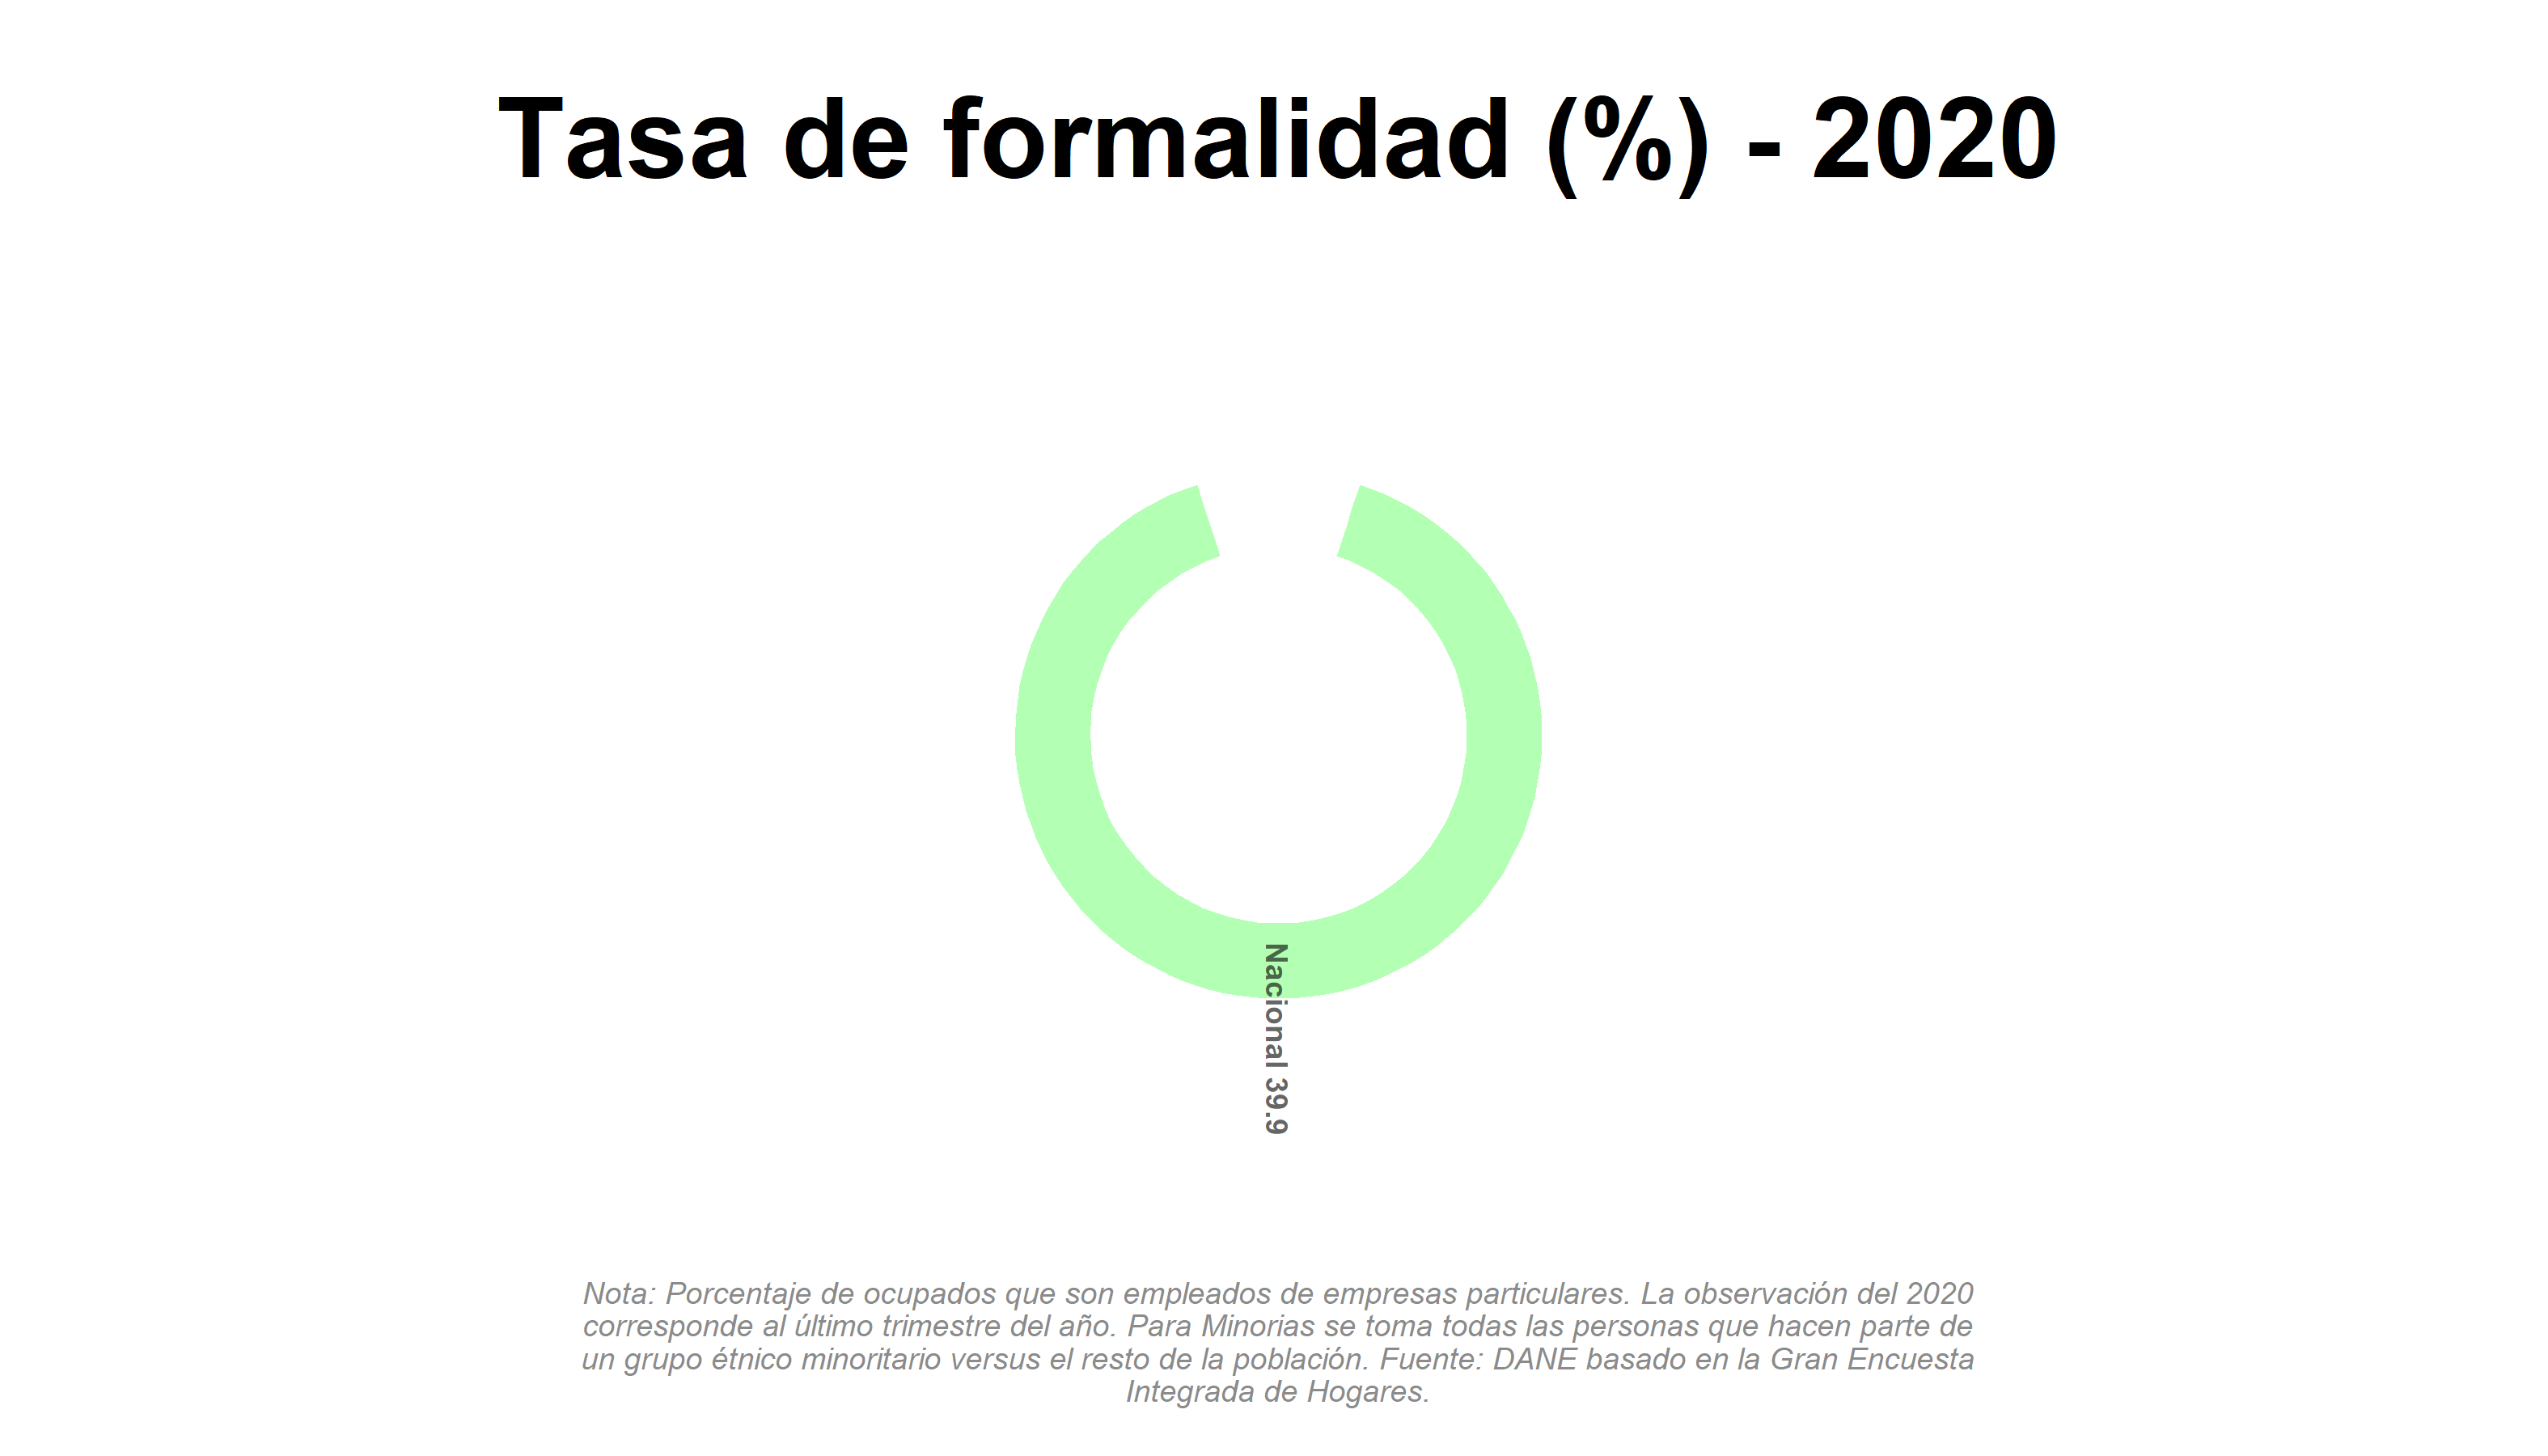 Tasa de formalidad (%) - 2020
Nacional 39.9
Nota: Porcentaje de ocupados que son empleados de empresas particulares. La observación del 2020
corresponde al último trimestre del año. Para Minorias se toma todas las personas que hacen parte de
un grupo étnico minoritario versus el resto de la población. Fuente: DANE basado en la Gran Encuesta
Integrada de Hogares.